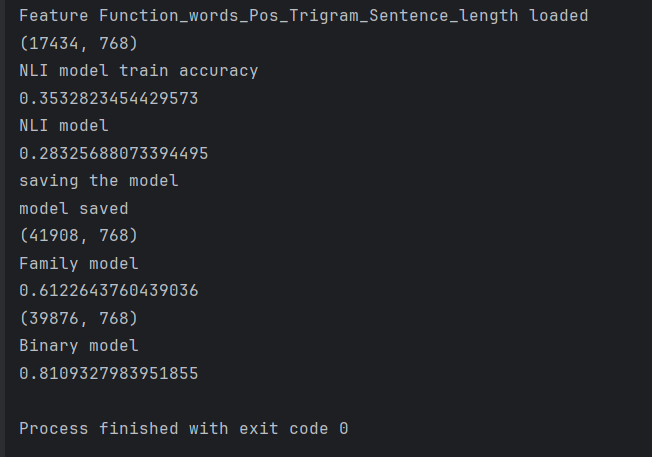 Feature Function_words_Pos_Trigram_Sentence_length loaded
(17434, 768)
NLI model train accuracy
0.3532823454429573
NLI model
0.28325688073394495
saving the model
model saved
(41908, 768)
Family model
0.6122643760439036
(39876, 768)
Binary model
0.8109327983951855
Process finished with exit code 0